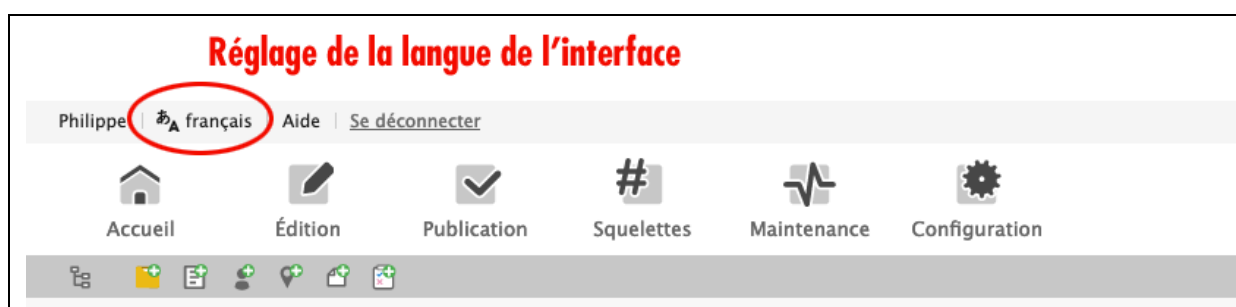 Réglage de la langue de l’interface
Philippe あA français Aide Se déconnecter
#
Accueil Édition Publication Squelettes Maintenance Configuration